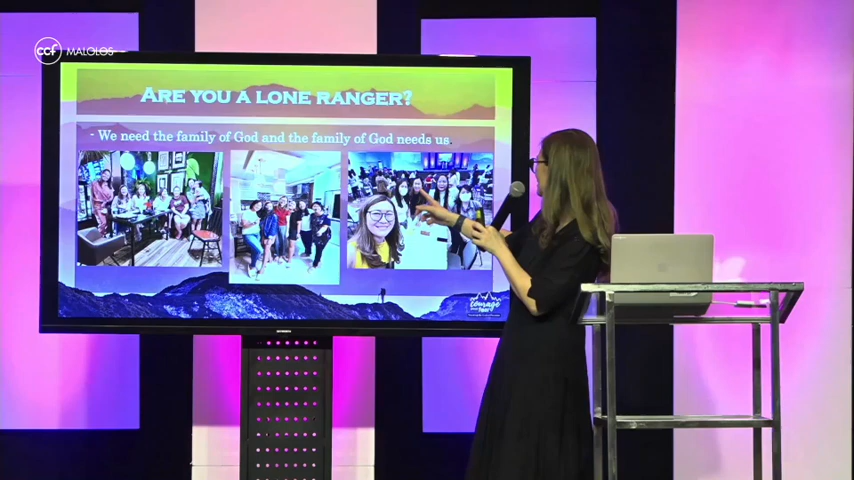 ccf MALOLOS
ARE YOU A LONE RANGER?
- We need the family of God and the family of God needs us.
courage